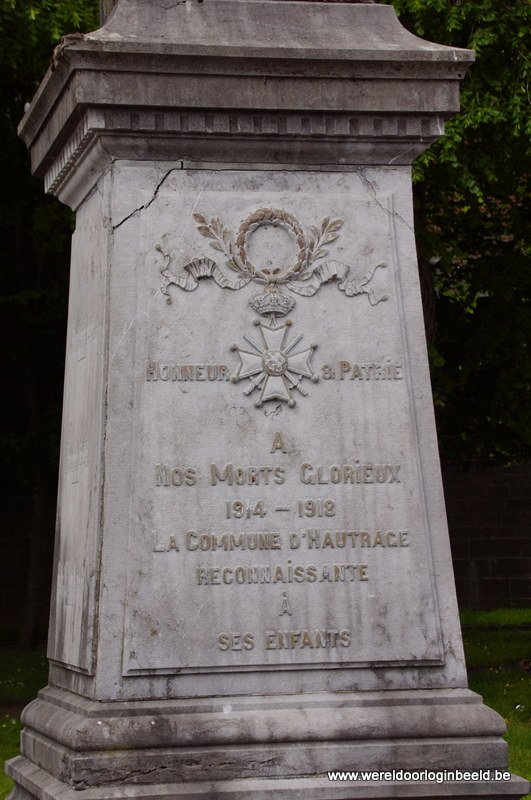 HONNEUR & PATRIE
A
NOS MORTS GLORIEUX
1914 - 1918
LA COMMUNE D'HAUTRAGE
RECONNAISSANTE
À
SES ENFANTS
www.wereldoorloginbeeld.be